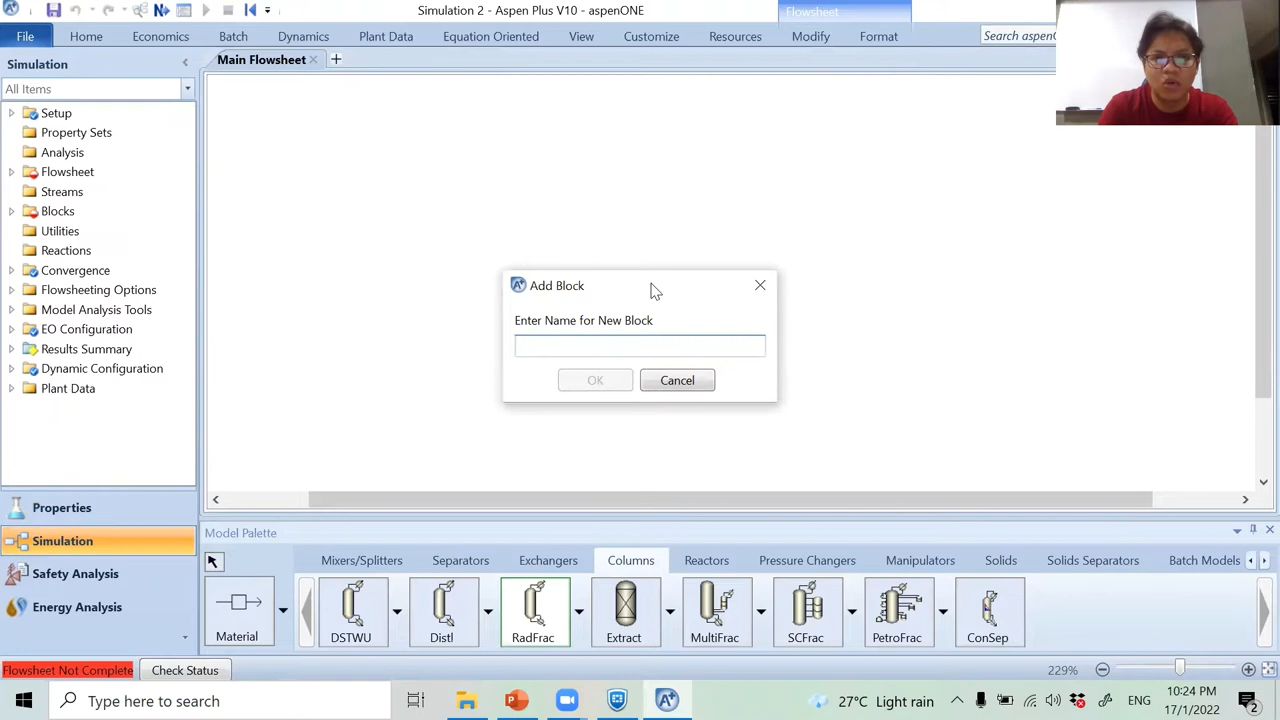 Simulation 2 - Aspen Plus V10 - aspenONE
Flowsheet
File
Home
Economics
Batch
Dynamics
Plant Data
Equation Oriented
View
Customize
Resources
Modify
Format
Search aspenO
Simulation
All Items
Main Flowsheet
Setup
Property Sets
Analysis
Flowsheet
Streams
Blocks
Utilities
Reactions
Convergence
Flowsheeting Options
Model Analysis Tools
EO Configuration
Results Summary
Dynamic Configuration
Plant Data
Add Block
Enter Name for New Block
OK
Cancel
Properties
Simulation
Safety Analysis
Energy Analysis
Model Palette
Mixers/Splitters
Separators
Exchangers
Columns
Reactors
Pressure Changers
Manipulators
Solids
Solids Separators
Batch Models
Material
DSTWU
Distl
RadFrac
Extract
MultiFrac
SCFrac
PetroFrac
ConSep
Flowsheet Not Complete
Check Status
229%
Type here to search
27°C Light rain
ENG
10:24 PM
17/1/2022
2